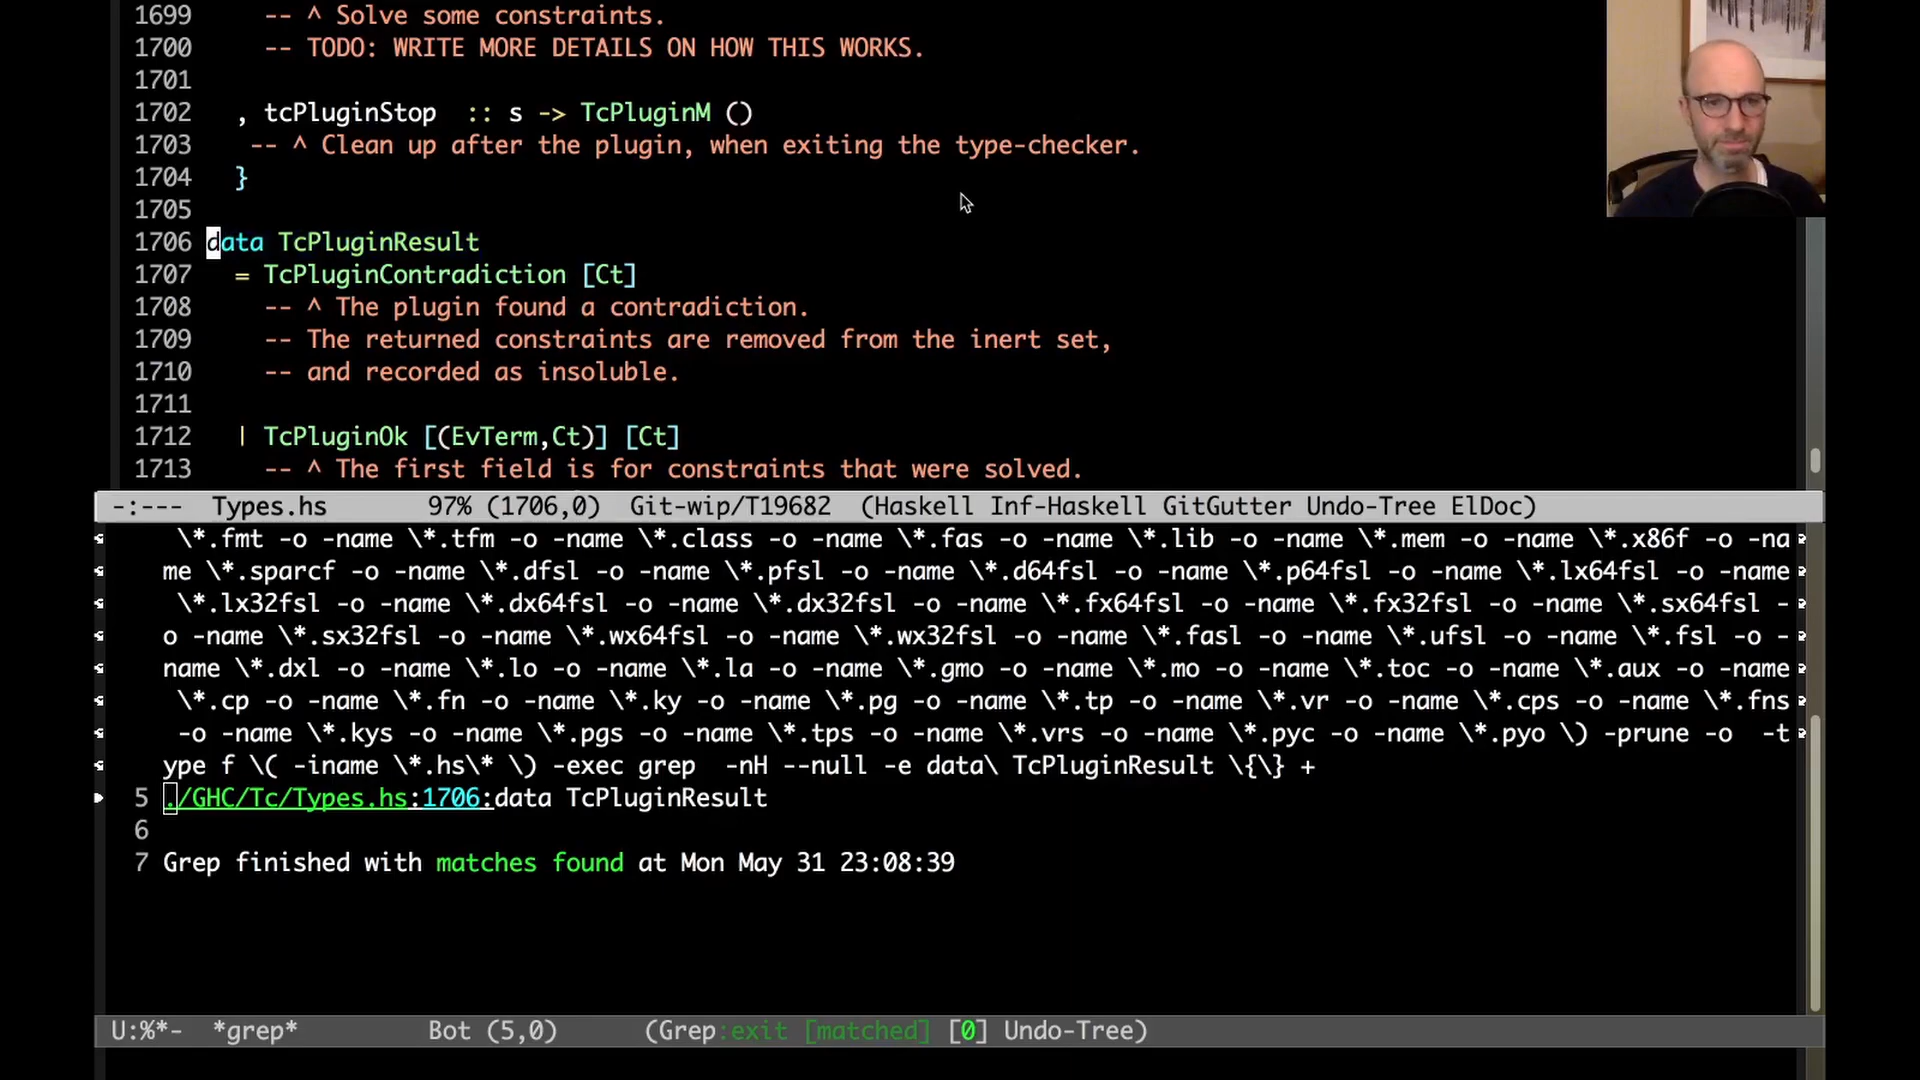 1699     -- ^ Solve some constraints.
1700     -- TODO: WRITE MORE DETAILS ON HOW THIS WORKS.
1701
1702   , tcPluginStop  :: s -> TcPluginM ()
1703    -- ^ Clean up after the plugin, when exiting the type-checker.
1704   }
1705
1706 data TcPluginResult
1707   = TcPluginContradiction [Ct]
1708     -- ^ The plugin found a contradiction.
1709     -- The returned constraints are removed from the inert set,
1710     -- and recorded as insoluble.
1711
1712   | TcPluginOk [(EvTerm,Ct)] [Ct]
1713     -- ^ The first field is for constraints that were solved.
-:---  Types.hs       97% (1706,0)  Git-wip/T19682  (Haskell Inf-Haskell GitGutter Undo-Tree ElDoc)
\*.fmt -o -name \*.tfm -o -name \*.class -o -name \*.fas -o -name \*.lib -o -name \*.mem -o -name \*.x86f -o -na
me \*.sparcf -o -name \*.dfsl -o -name \*.pfsl -o -name \*.d64fsl -o -name \*.p64fsl -o -name \*.lx64fsl -o -name
\*.lx32fsl -o -name \*.dx64fsl -o -name \*.dx32fsl -o -name \*.fx64fsl -o -name \*.fx32fsl -o -name \*.sx64fsl -
o -name \*.sx32fsl -o -name \*.wx64fsl -o -name \*.wx32fsl -o -name \*.fasl -o -name \*.ufsl -o -name \*.fsl -o -
name \*.dxl -o -name \*.lo -o -name \*.la -o -name \*.gmo -o -name \*.mo -o -name \*.toc -o -name \*.aux -o -name
\*.cp -o -name \*.fn -o -name \*.ky -o -name \*.pg -o -name \*.tp -o -name \*.vr -o -name \*.cps -o -name \*.fns
-o -name \*.kys -o -name \*.pgs -o -name \*.tps -o -name \*.vrs -o -name \*.pyc -o -name \*.pyo \) -prune -o  -t
ype f \( -iname \*.hs\* \) -exec grep  -nH --null -e data\ TcPluginResult \{\} +
5 ./GHC/Tc/Types.hs:1706:data TcPluginResult
6
7 Grep finished with matches found at Mon May 31 23:08:39
U:%*-  *grep*         Bot (5,0)      (Grep:exit [matched] [0] Undo-Tree)